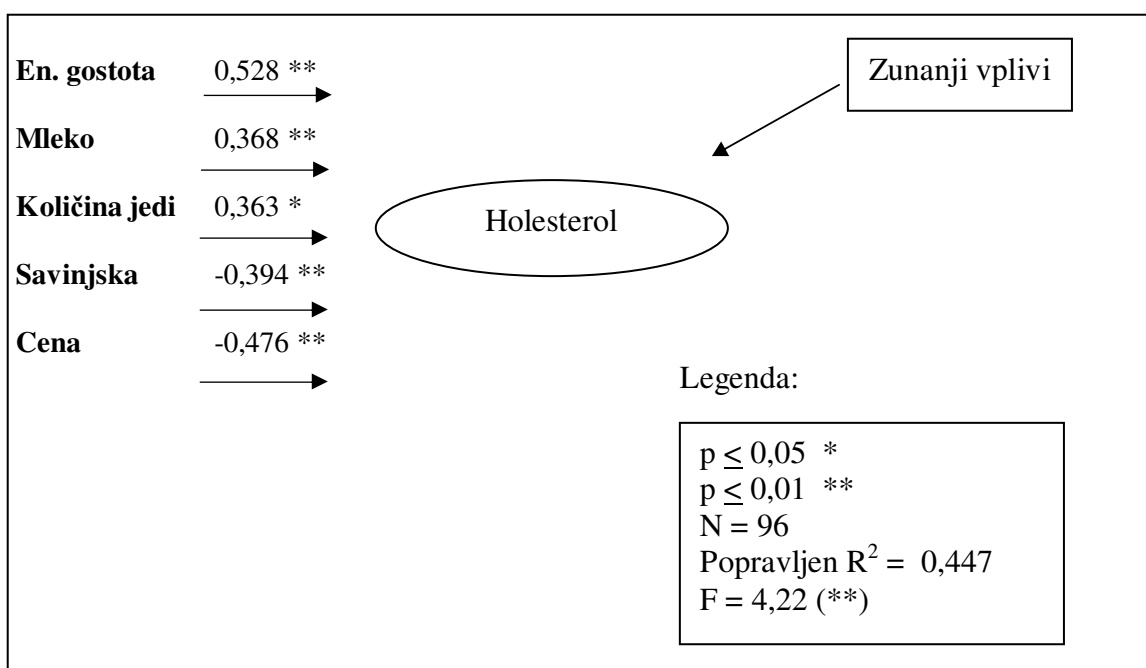 En. gostota 0,528 **
Zunanji vplivi
Mleko 0,368 **
Količina jedi 0,363 *
Holesterol
Savinjska -0,394 **
Cena -0,476 **
Legenda:
p ≤ 0,05 *
p ≤ 0,01 **
N = 96
Popravljen R² = 0,447
F = 4,22 (**)